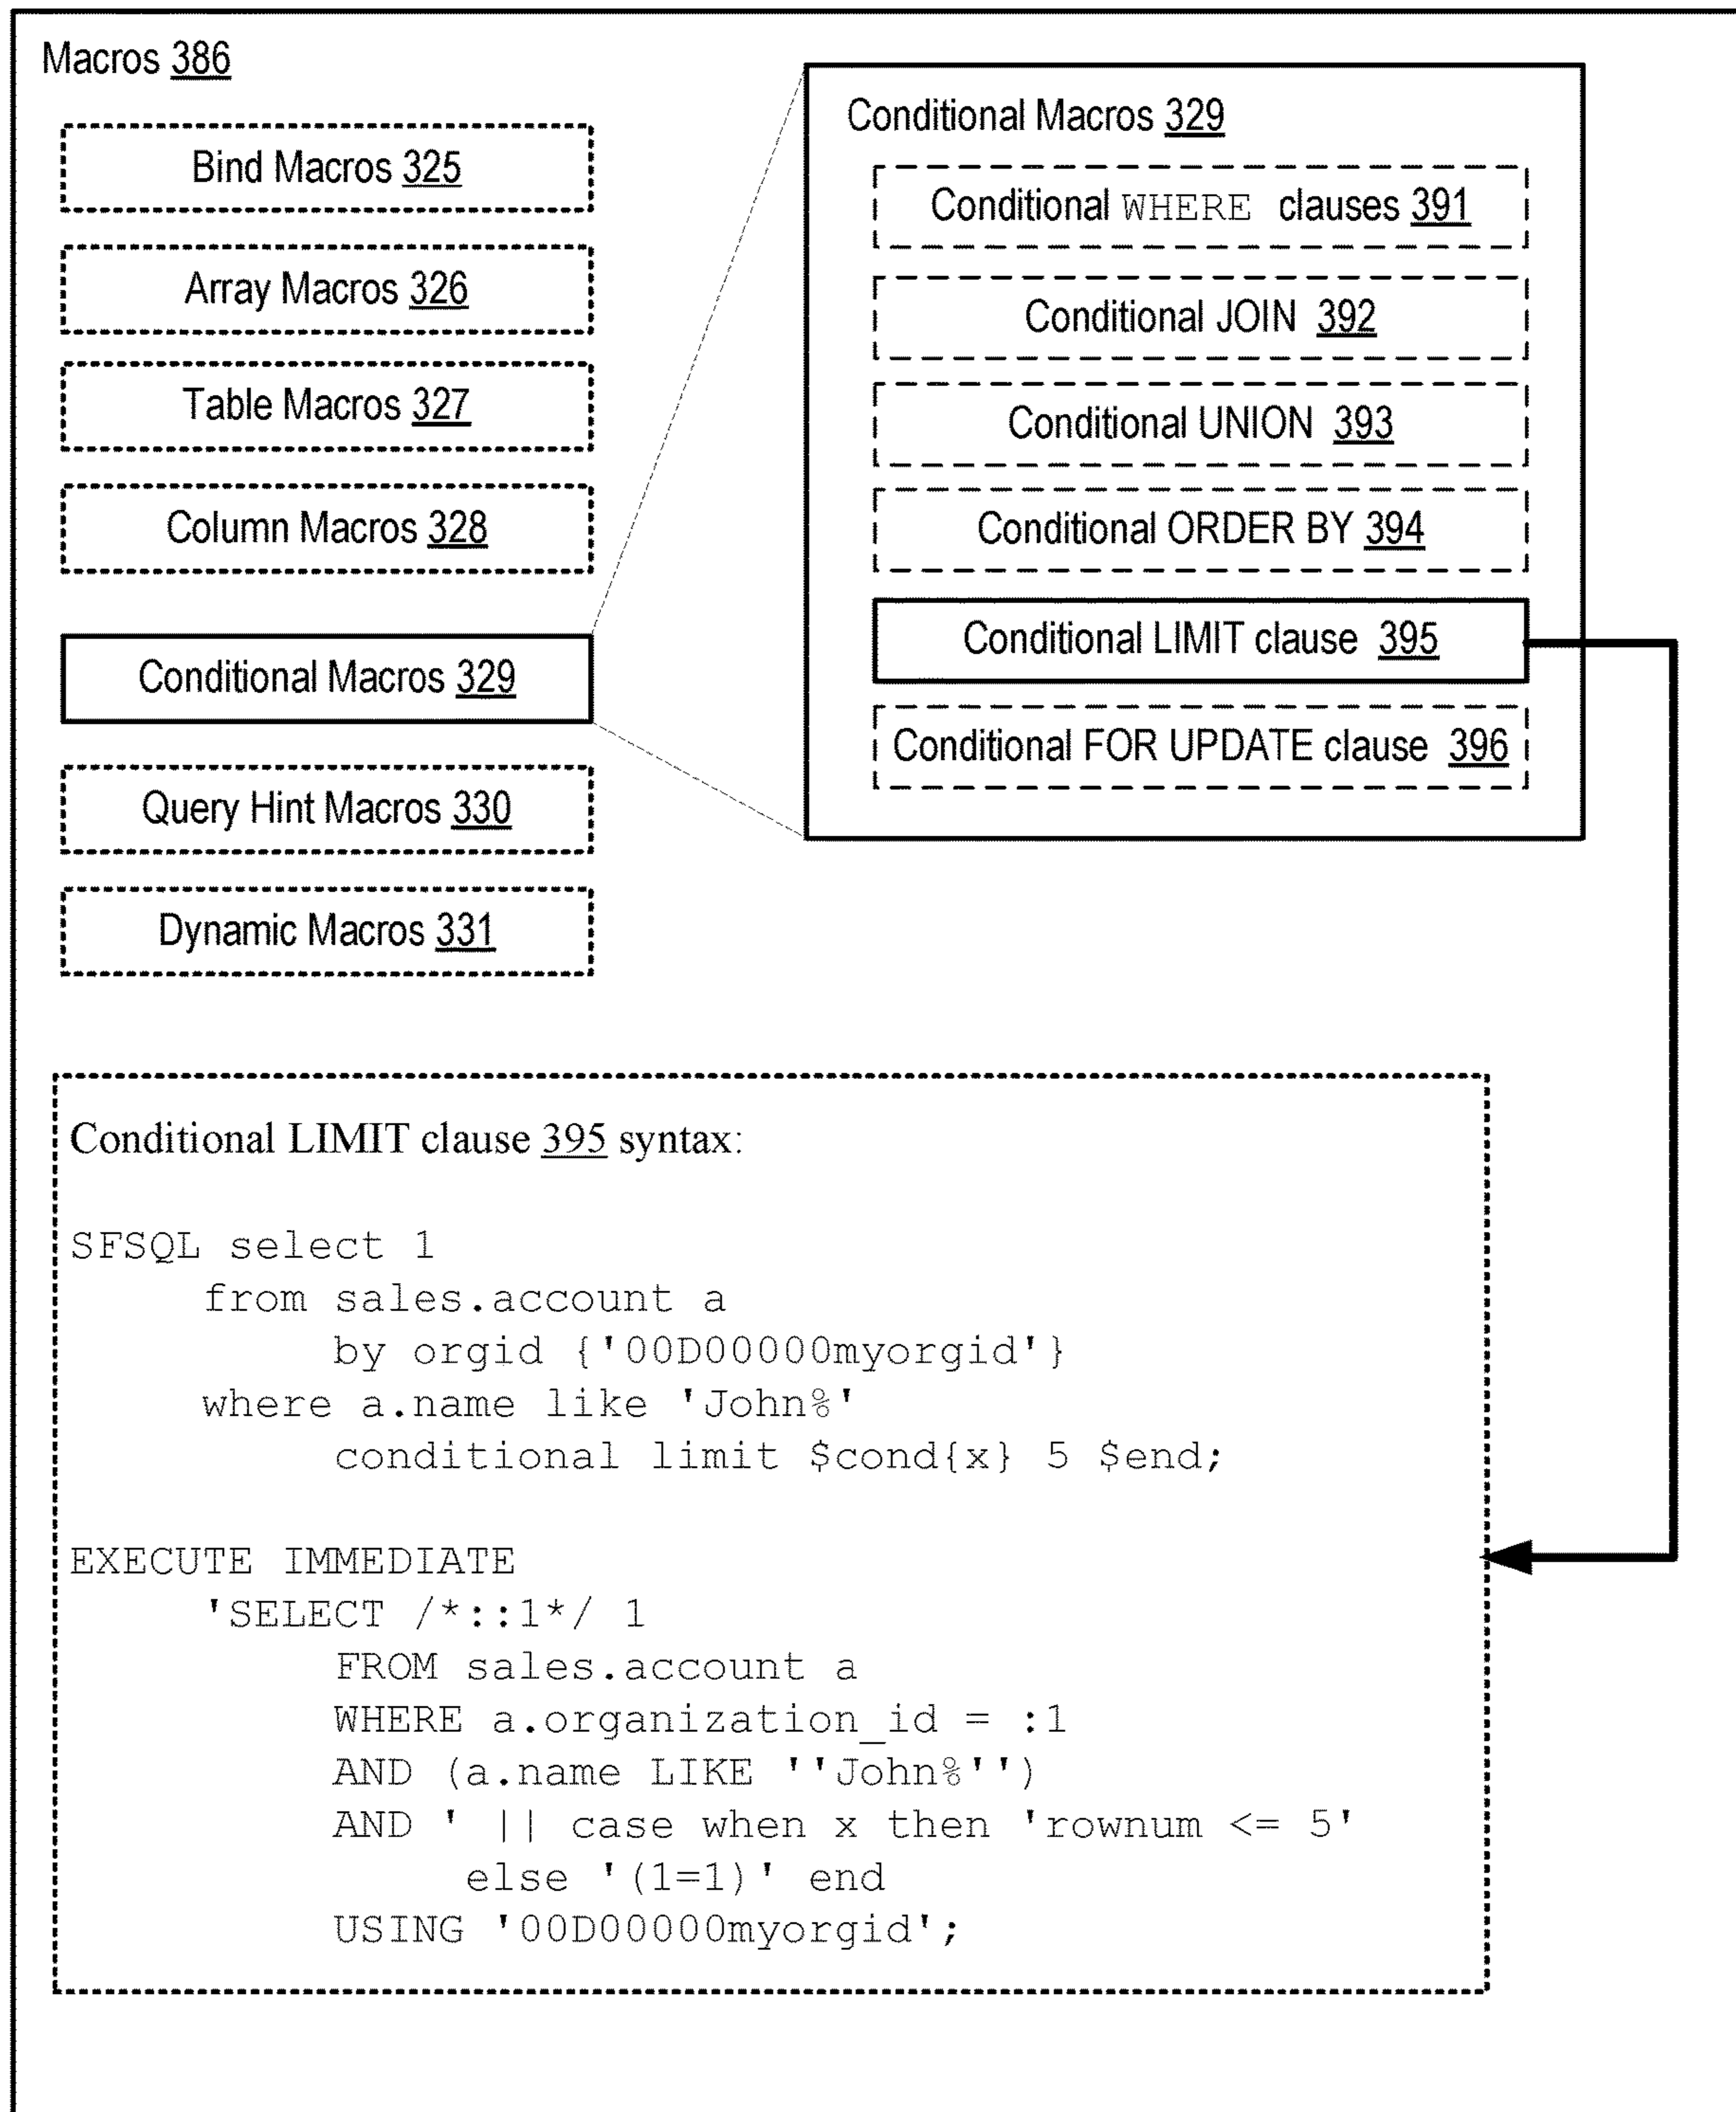 Macros 386
Bind Macros 325
Array Macros 326
Table Macros 327
Column Macros 328
Conditional Macros 329
Query Hint Macros 330
Dynamic Macros 331
Conditional Macros 329
Conditional WHERE clauses 391
Conditional JOIN 392
Conditional UNION 393
Conditional ORDER BY 394
Conditional LIMIT clause 395
Conditional FOR UPDATE clause 396
Conditional LIMIT clause 395 syntax:
SFSQL select 1
from sales.account a
by orgid {'00D00000myorgid'}
where a.name like 'John%'
conditional limit $cond{x} 5 $end;
EXECUTE IMMEDIATE
'SELECT /*::1*/ 1
FROM sales.account a
WHERE a.organization_id = :1
AND (a.name LIKE ''John%'')
AND ' || case when x then 'rownum <= 5'
else '(1=1)' end
USING '00D00000myorgid';